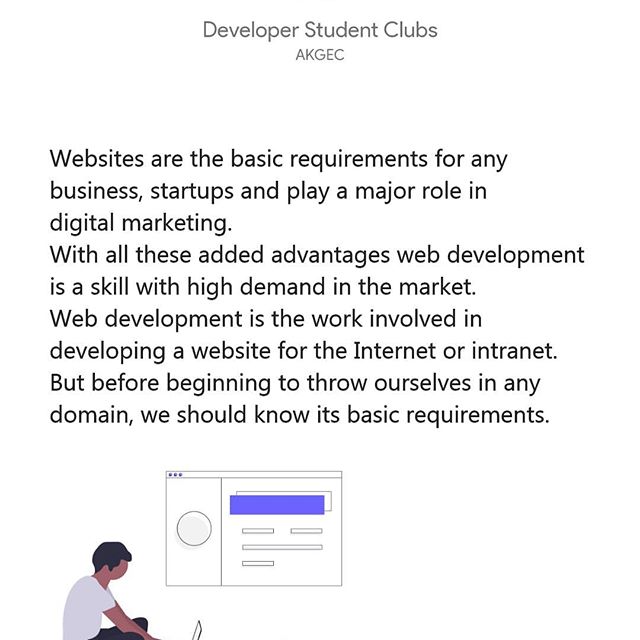 Developer Student Clubs
AKGEC
Websites are the basic requirements for any
business, startups and play a major role in
digital marketing.
With all these added advantages web development
is a skill with high demand in the market.
Web development is the work involved in
developing a website for the Internet or intranet.
But before beginning to throw ourselves in any
domain, we should know its basic requirements.